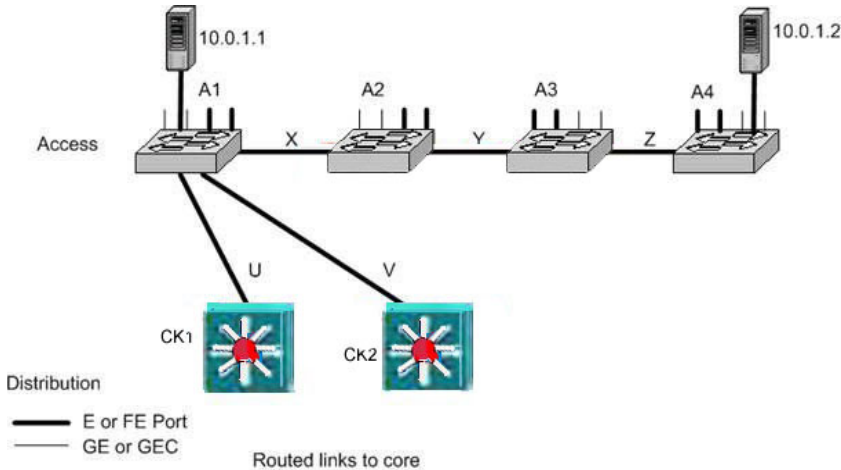 10.0.1.1
10.0.1.2
A1
A2
A3
A4
Access
X
Y
Z
U
V
CK1
CK2
Distribution
E or FE Port
GE or GEC
Routed links to core